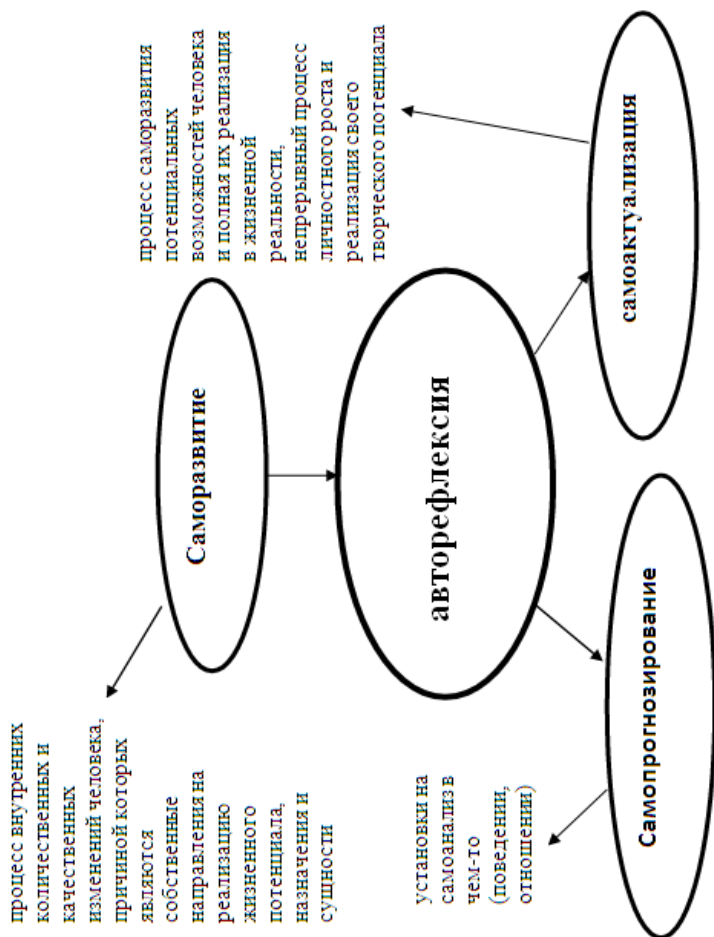 процесс внутренних
количественных и
качественных
изменений человека,
причиной которых
являются
собственные
направления на
реализацию
жизненного
потенциала,
назначения и
сущности
Саморазвитие
процесс саморазвития
потенциальных
возможностей человека
и полная их реализация
в жизненной
реальности,
непрерывный процесс
личностного роста и
реализация своего
творческого потенциала
авторефлексия
установки на
самоанализ в
чем-то
(поведении,
отношении)
Самопрогнозирование
самоактуализация